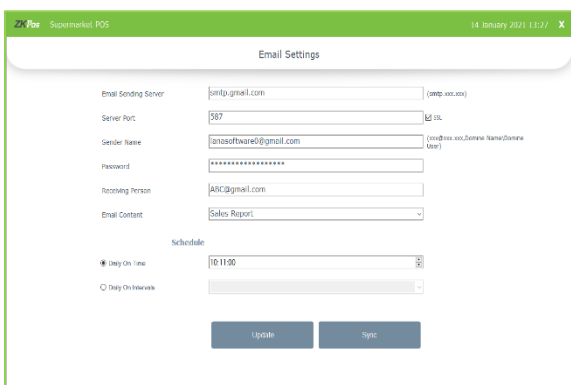 ZKPos Supermarket POS 14 January 2021 13:27 X
Email Settings
Email Sending Server smtp.gmail.com (smtp.xxx.xxx)
Server Port 587 SSL
Sender Name lanasoftware0@gmail.com (xxx@xxx.xxx,Domine Name\Domine
User)
Password *****************
Receiving Person ABC@gmail.com
Email Content Sales Report
Schedule
Daily On Time 10:11:00
Daily On Intervals
Update Sync